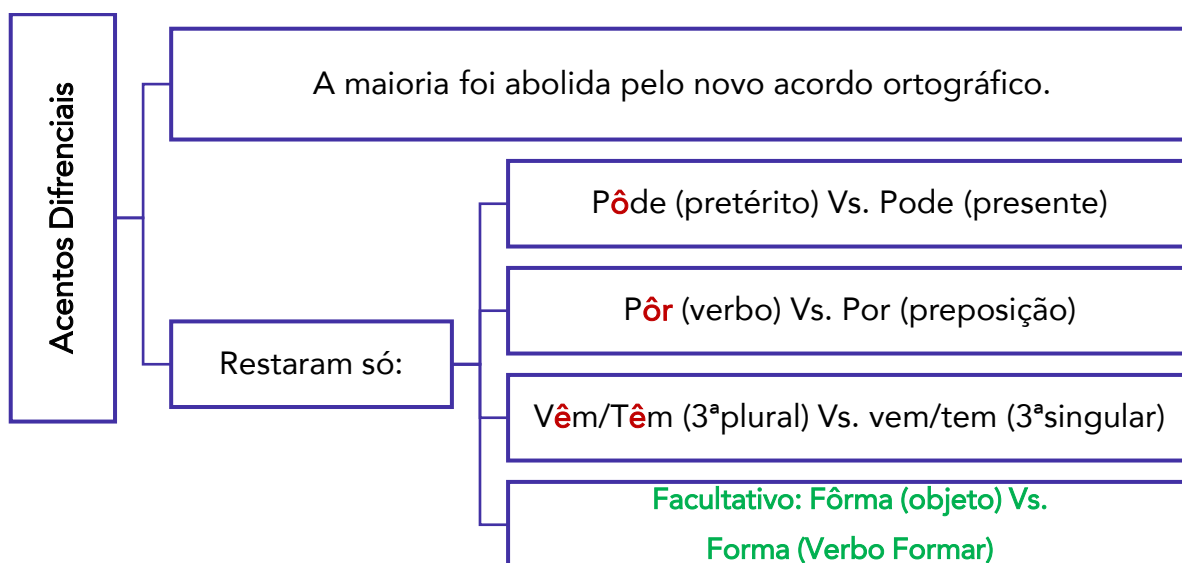 Acentos Difrenciais
A maioria foi abolida pelo novo acordo ortográfico.
Restaram só:
Pôde (pretérito) Vs. Pode (presente)
Pôr (verbo) Vs. Por (preposição)
Vêm/Têm (3ªplural) Vs. vem/tem (3ªsingular)
Facultativo: Fôrma (objeto) Vs.
Forma (Verbo Formar)